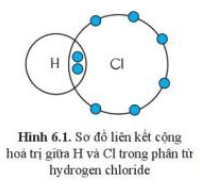 H Cl
Hình 6.1. Sơ đồ liên kết cộng
hoá trị giữa H và Cl trong phân tử
hydrogen chloride